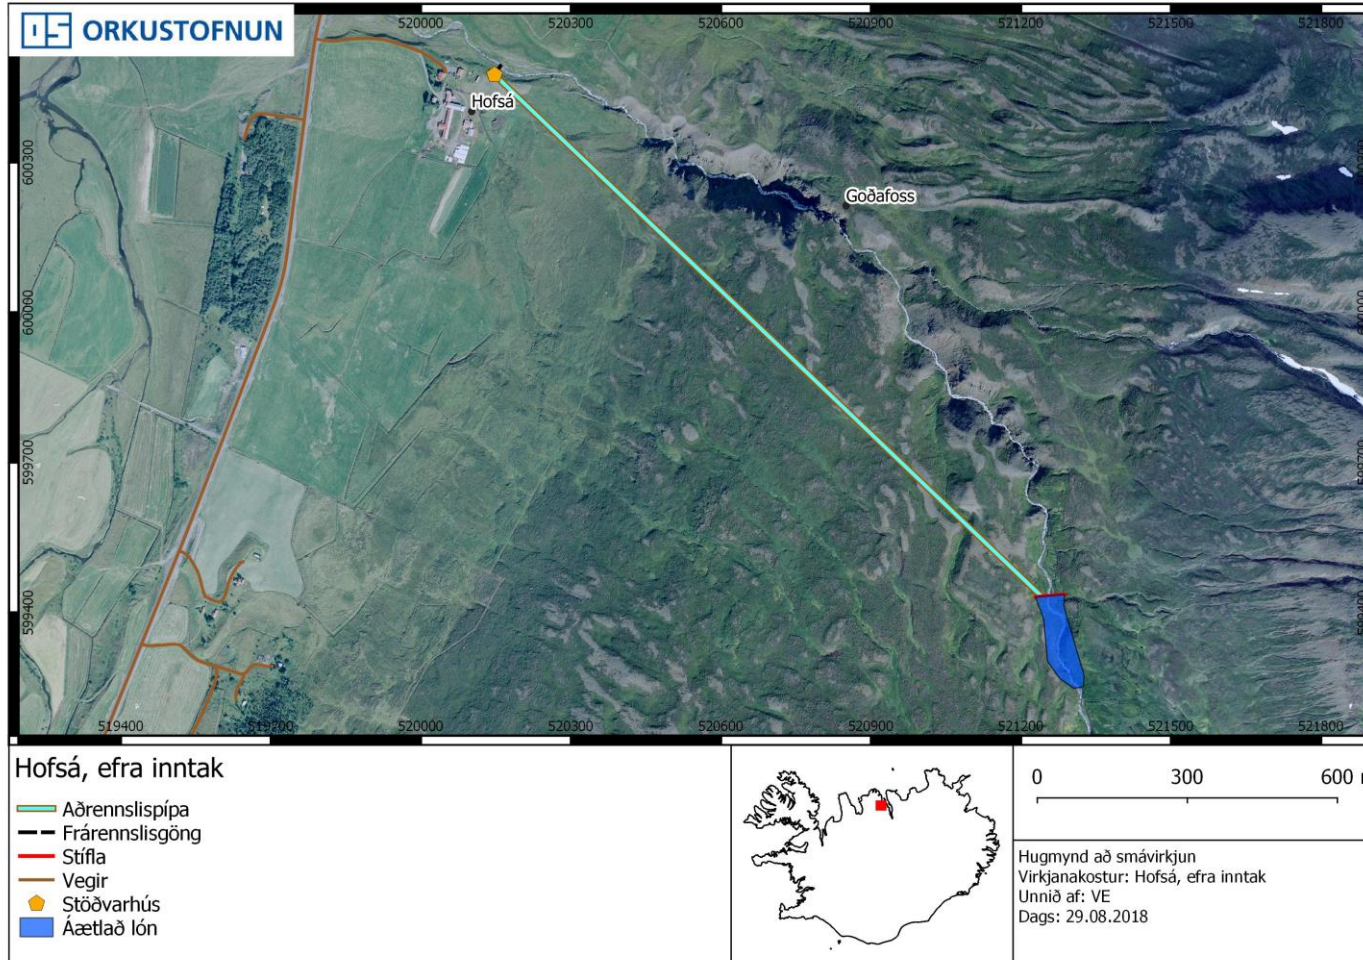 ORKUSTOFNUN
520000 520300 520600 520900 521200 521500 521800
Hofsá
Goðafoss
600300
600000
599700
599400
519400 519700 520000 520300 520600 520900 521200 521500 521800
Hofsá, efra inntak
Aðrennslispípa
Frárennslisgöng
Stífla
Vegir
Stöðvarhús
Áætlað lón
0 300 600
Hugmynd að smávirkjun
Virkjanakostur: Hofsá, efra inntak
Unnið af: VE
Dags: 29.08.2018